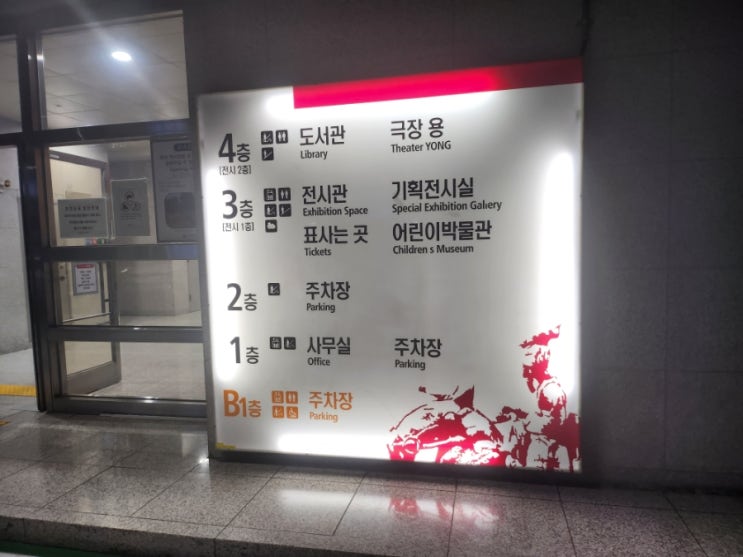 4층
[전시 2층]
도서관
Library
극장 용
Theater YONG
3층
[전시 1층]
전시관
Exhibition Space
기획전시실
Special Exhibition Gallery
표사는 곳
Tickets
어린이박물관
Children s Museum
2층
주차장
Parking
1층
사무실
Office
주차장
Parking
B1층
주차장
Parking